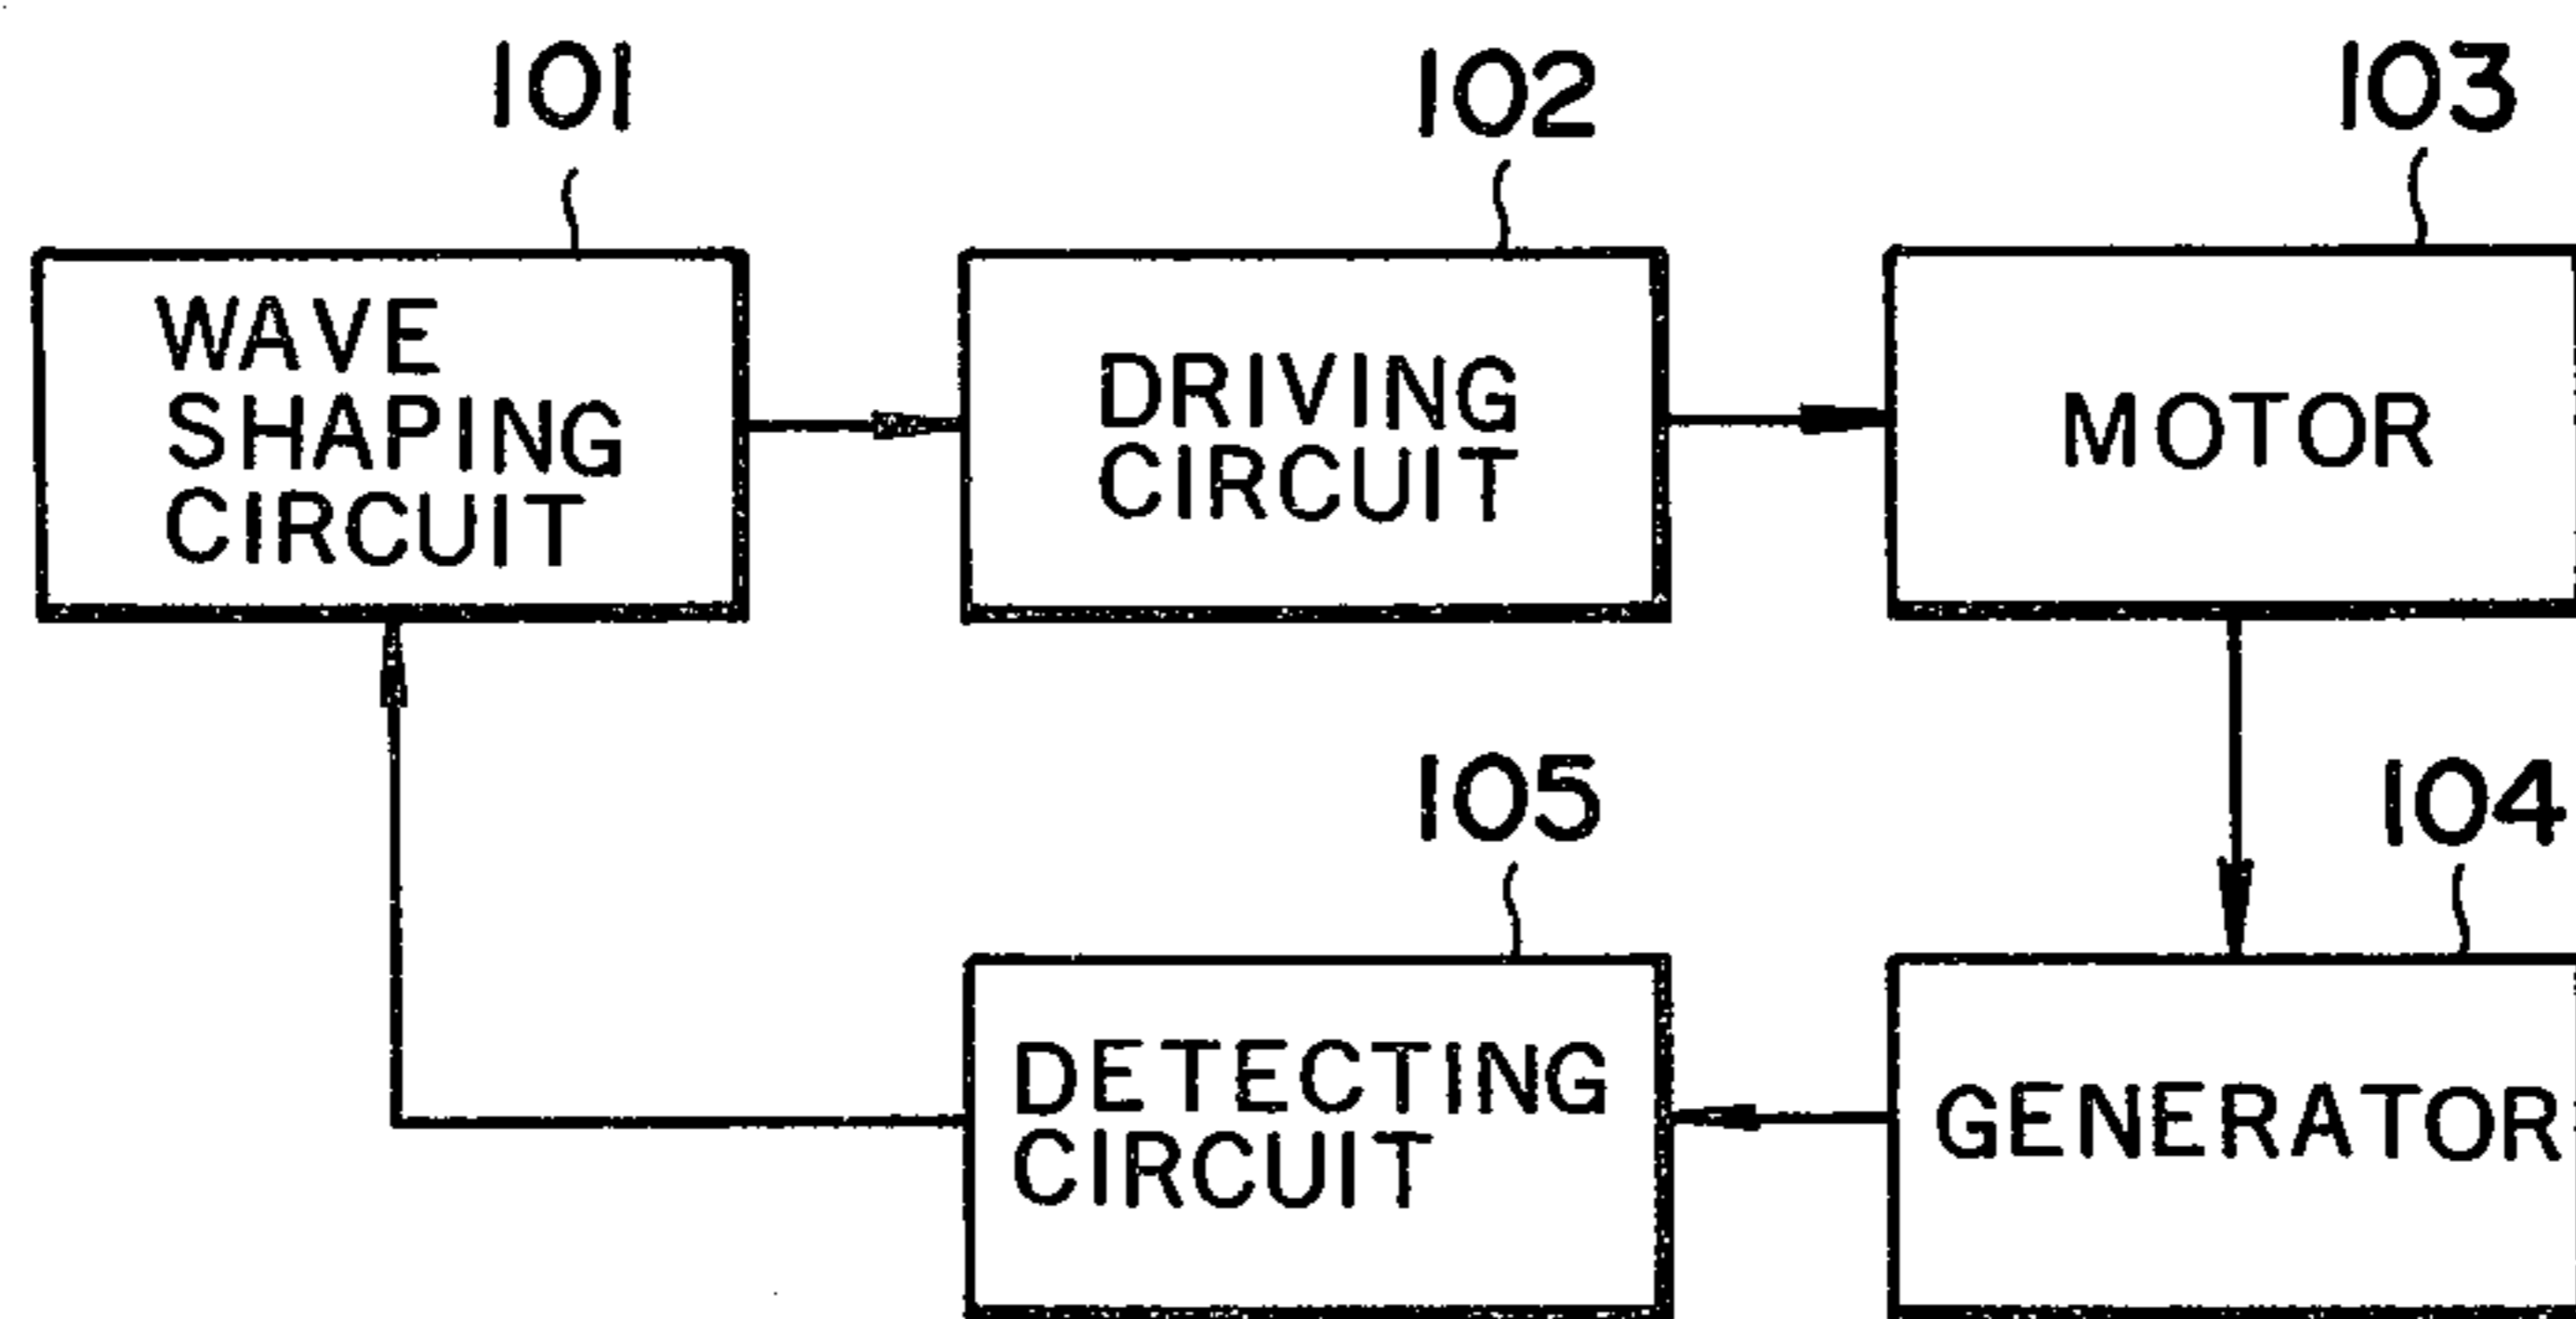 101
102
103
WAVE
SHAPING
CIRCUIT
DRIVING
CIRCUIT
MOTOR
105
104
DETECTING
CIRCUIT
GENERATOR